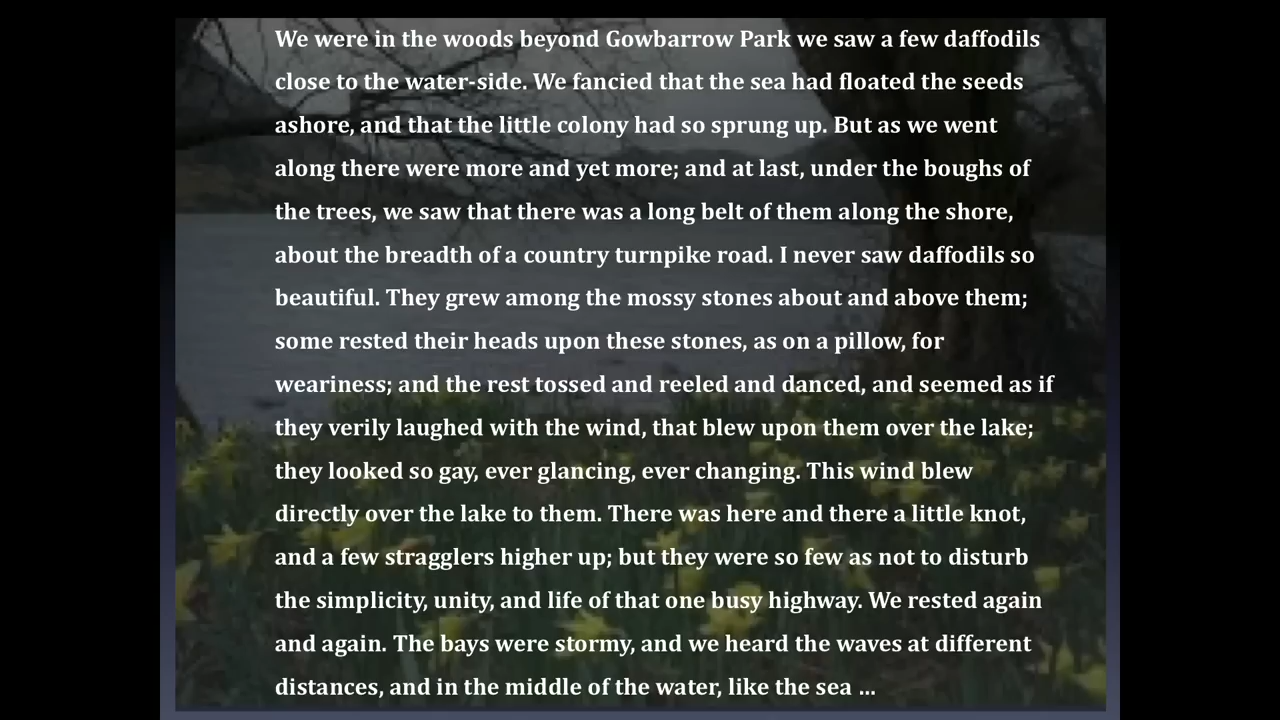 We were in the woods beyond Gowbarrow Park we saw a few daffodils
close to the water-side. We fancied that the sea had floated the seeds
ashore, and that the little colony had so sprung up. But as we went
along there were more and yet more; and at last, under the boughs of
the trees, we saw that there was a long belt of them along the shore,
about the breadth of a country turnpike road. I never saw daffodils so
beautiful. They grew among the mossy stones about and above them;
some rested their heads upon these stones, as on a pillow, for
weariness; and the rest tossed and reeled and danced, and seemed as if
they verily laughed with the wind, that blew upon them over the lake;
they looked so gay, ever glancing, ever changing. This wind blew
directly over the lake to them. There was here and there a little knot,
and a few stragglers higher up; but they were so few as not to disturb
the simplicity, unity, and life of that one busy highway. We rested again
and again. The bays were stormy, and we heard the waves at different
distances, and in the middle of the water, like the sea ...